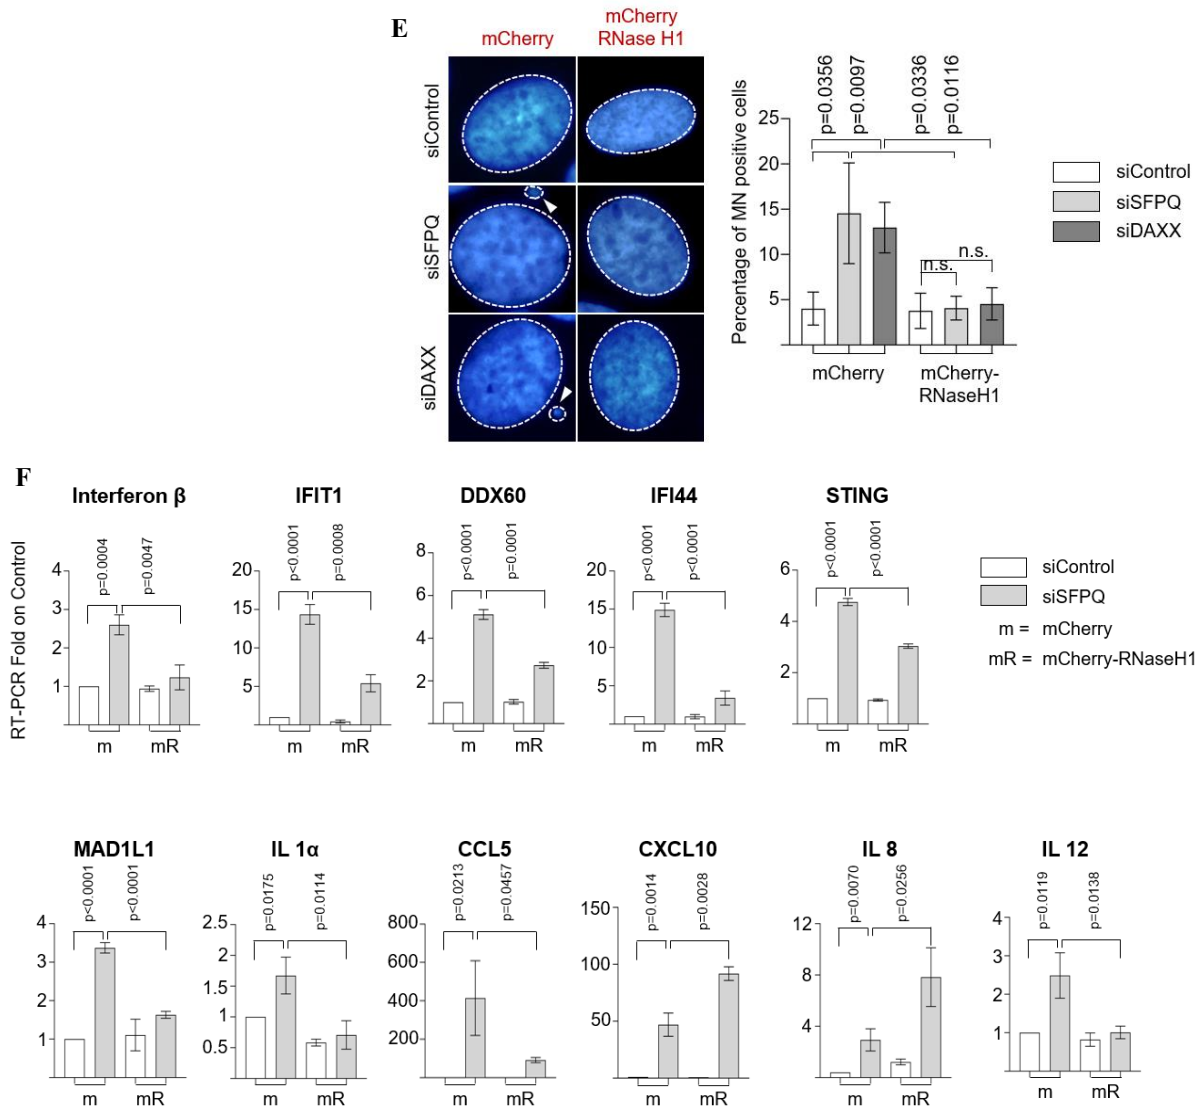 E
mCherry
mCherry
RNase H1
siControl
siSFPQ
siDAXX
Percentage of MN positive cells
25
20
15
10
5
p=0.0356
p=0.0097
p=0.0336
p=0.0116
n.s.
n.s.
mCherry
mCherry-
RNaseH1
siControl
siSFPQ
siDAXX
F
RT-PCR Fold on Control
Interferon β
p=0.0004
p=0.0047
4
3
2
1
m
mR
IFIT1
p<0.0001
p=0.0008
20
15
10
5
m
mR
DDX60
p<0.0001
p=0.0001
8
6
4
2
m
mR
IFI44
p<0.0001
p<0.0001
20
15
10
5
m
mR
STING
p<0.0001
p<0.0001
6
4
2
m
mR
siControl
siSFPQ
m = mCherry
mR = mCherry-RNaseH1
MAD1L1
p<0.0001
p<0.0001
4
3
2
1
m
mR
IL 1α
p=0.0175
p=0.0114
2.5
2
1.5
1
0.5
m
mR
CCL5
p=0.0213
p=0.0457
800
600
400
200
m
mR
CXCL10
p=0.0014
p=0.0028
150
100
50
m
mR
IL 8
p=0.0070
p=0.0256
12
8
4
m
mR
IL 12
p=0.0119
p=0.0138
4
3
2
1
m
mR